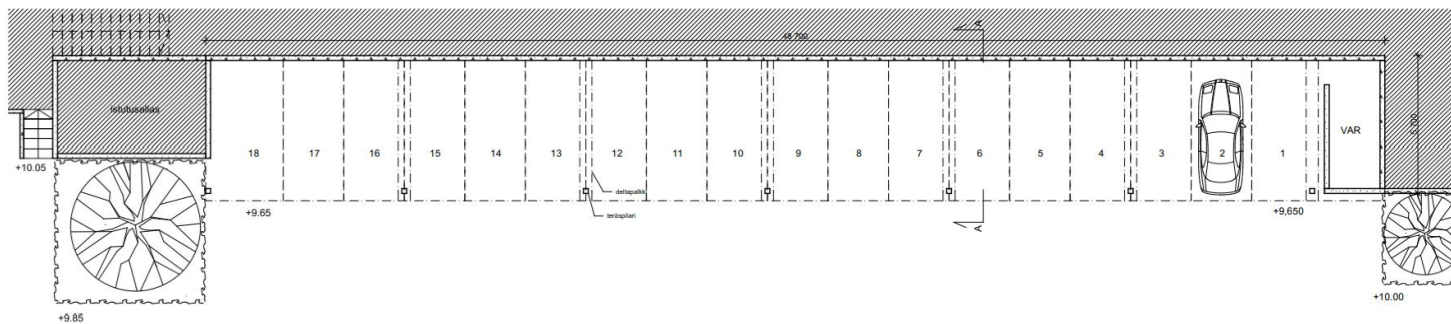 A
48 700
istutusallas
5 900
VAR
18 17 16 15 14 13 12 11 10 9 8 7 6 5 4 3 2 1
+10.05
deltapalkki
teräspilari
+9.65
+9,650
A
+10.00
+9.85